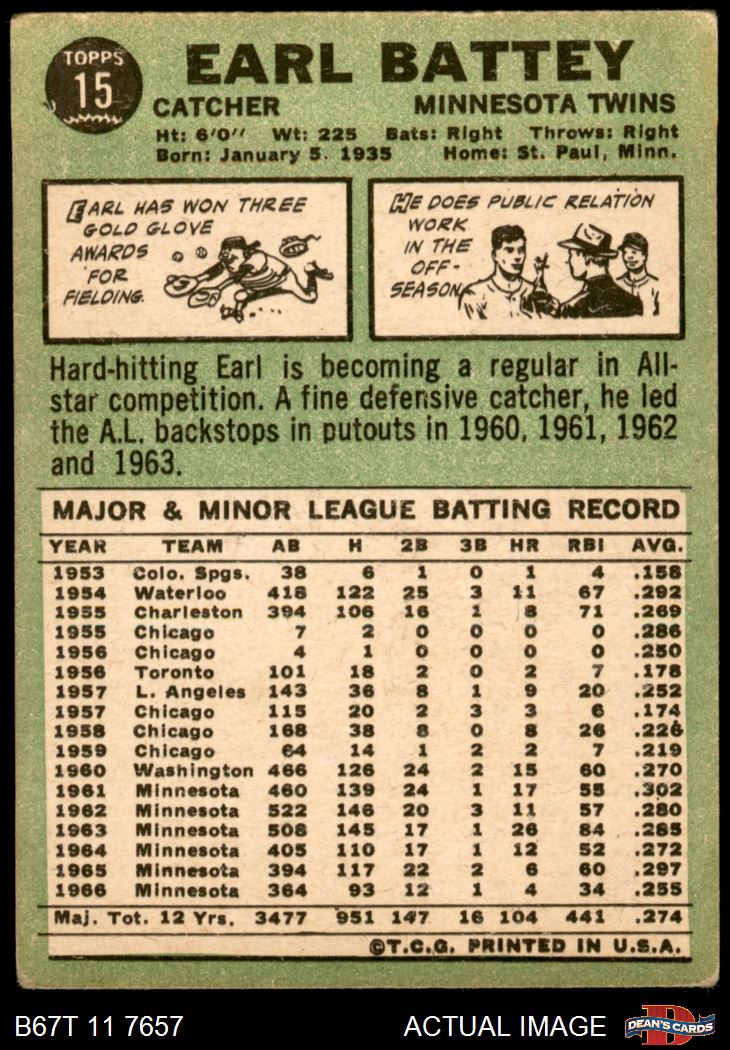 TOPPS
15
EARL BATTEY
CATCHER MINNESOTA TWINS
Ht: 6'0'' Wt: 225 Bats: Right Throws: Right
Born: January 5, 1935 Home: St. Paul, Minn.
EARL HAS WON THREE
GOLD GLOVE
AWARDS
FOR
FIELDING.
HE DOES PUBLIC RELATION
WORK
IN THE
OFF-
SEASON.
Hard-hitting Earl is becoming a regular in All-
star competition. A fine defensive catcher, he led
the A.L. backstops in putouts in 1960, 1961, 1962
and 1963.
MAJOR & MINOR LEAGUE BATTING RECORD
YEAR TEAM AB H 2B 3B HR RBI AVG.
1953 Colo. Spgs. 38 6 1 0 1 4 .158
1954 Waterloo 418 122 25 3 11 67 .292
1955 Charleston 394 106 16 1 8 71 .269
1955 Chicago 7 2 0 0 0 0 .286
1956 Chicago 4 1 0 0 0 0 .250
1956 Toronto 101 18 2 0 2 7 .178
1957 L. Angeles 143 36 8 1 9 20 .252
1957 Chicago 115 20 2 3 3 6 .174
1958 Chicago 168 38 8 0 8 26 .226
1959 Chicago 64 14 1 2 2 7 .219
1960 Washington 466 126 24 2 15 60 .270
1961 Minnesota 460 139 24 1 17 55 .302
1962 Minnesota 522 146 20 3 11 57 .280
1963 Minnesota 508 145 17 1 26 84 .285
1964 Minnesota 405 110 17 1 12 52 .272
1965 Minnesota 394 117 22 2 6 60 .297
1966 Minnesota 364 93 12 1 4 34 .255
Maj. Tot. 12 Yrs. 3477 951 147 16 104 441 .274
©T.C.G. PRINTED IN U.S.A.
B67T 11 7657 ACTUAL IMAGE D DEAN'S CARDS